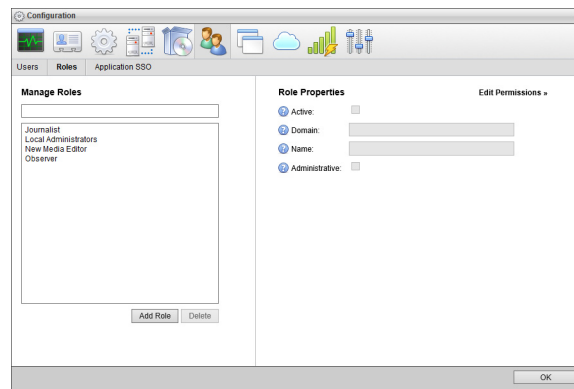 Configuration
Users Roles Application SSO
Manage Roles
Journalist
Local Administrators
New Media Editor
Observer
Add Role Delete
Role Properties Edit Permissions »
Active:
Domain:
Name:
Administrative:
OK